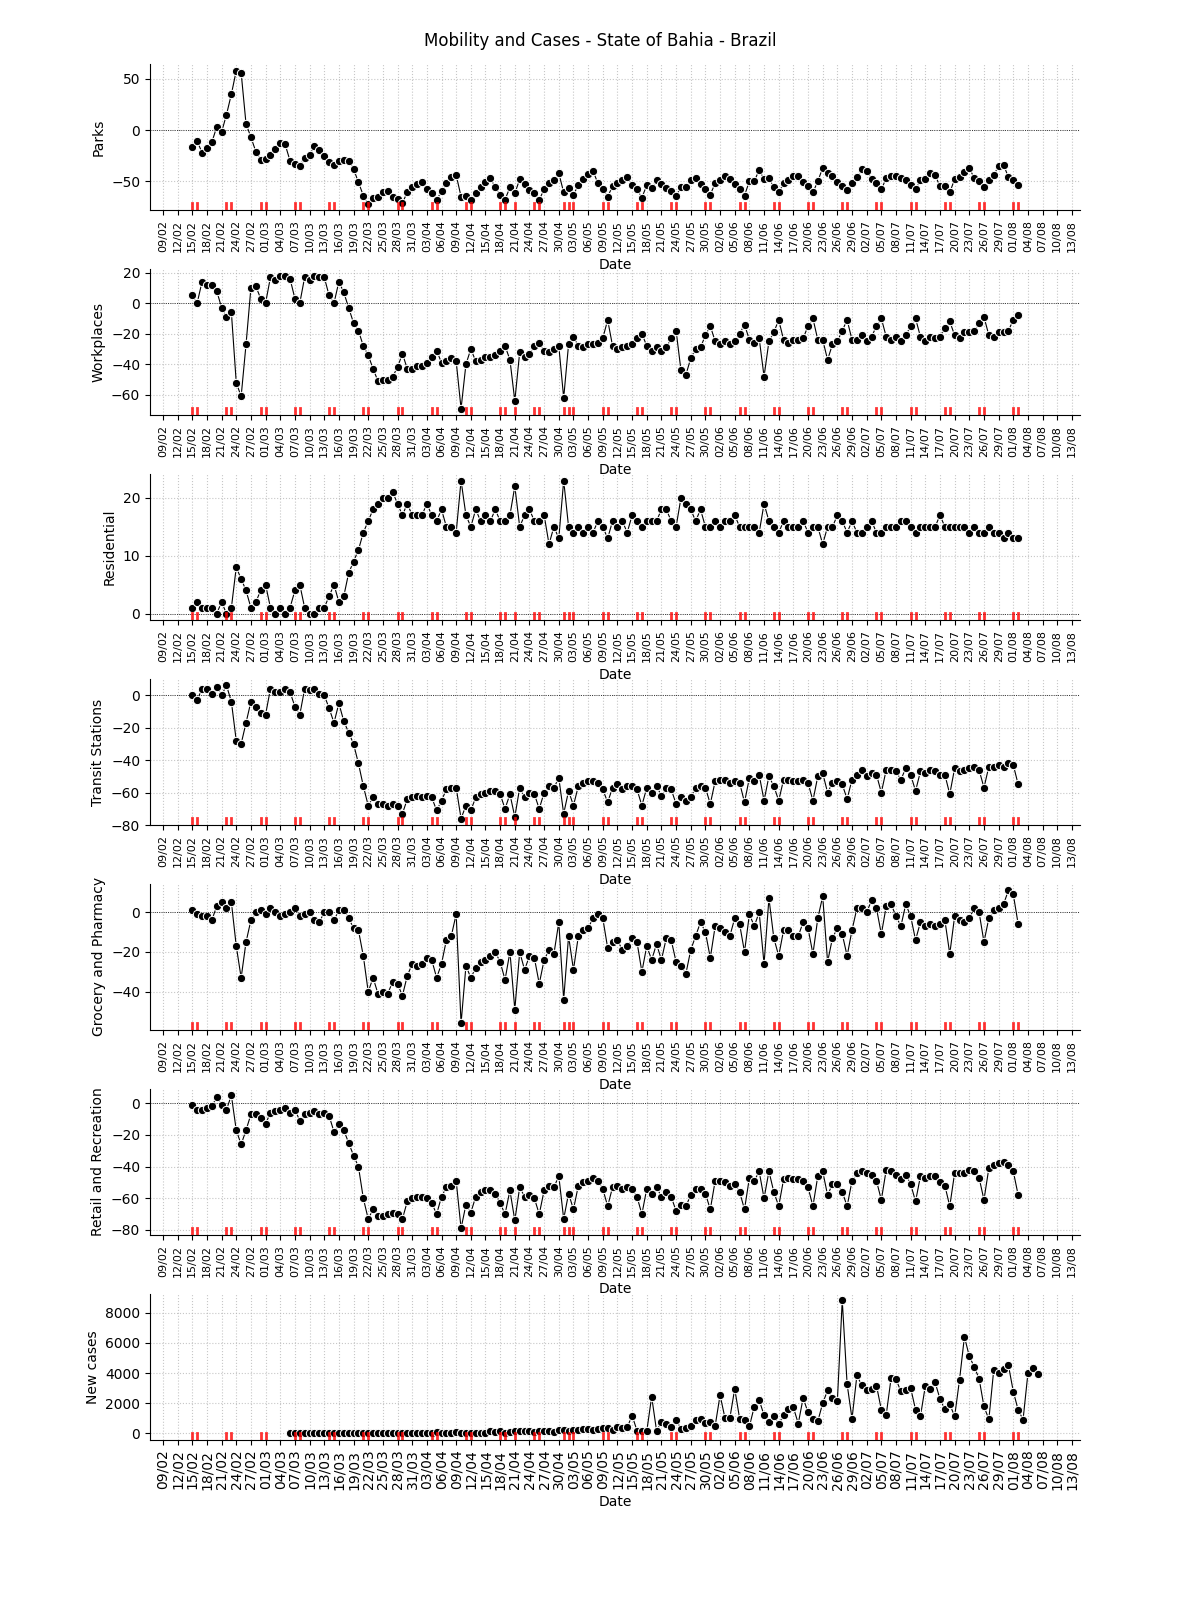 Mobility and Cases - State of Bahia - Brazil
Parks
50
0
−50
09/02 12/02 15/02 18/02 21/02 24/02 27/02 01/03 04/03 07/03 10/03 13/03 16/03 19/03 22/03 25/03 28/03 31/03 03/04 06/04 09/04 12/04 15/04 18/04 21/04 24/04 27/04 30/04 03/05 06/05 09/05 12/05 15/05 18/05 21/05 24/05 27/05 30/05 02/06 05/06 08/06 11/06 14/06 17/06 20/06 23/06 26/06 29/06 02/07 05/07 08/07 11/07 14/07 17/07 20/07 23/07 26/07 29/07 01/08 04/08 07/08 10/08 13/08
Date
Workplaces
20
0
−20
−40
−60
09/02 12/02 15/02 18/02 21/02 24/02 27/02 01/03 04/03 07/03 10/03 13/03 16/03 19/03 22/03 25/03 28/03 31/03 03/04 06/04 09/04 12/04 15/04 18/04 21/04 24/04 27/04 30/04 03/05 06/05 09/05 12/05 15/05 18/05 21/05 24/05 27/05 30/05 02/06 05/06 08/06 11/06 14/06 17/06 20/06 23/06 26/06 29/06 02/07 05/07 08/07 11/07 14/07 17/07 20/07 23/07 26/07 29/07 01/08 04/08 07/08 10/08 13/08
Date
Residential
20
10
0
09/02 12/02 15/02 18/02 21/02 24/02 27/02 01/03 04/03 07/03 10/03 13/03 16/03 19/03 22/03 25/03 28/03 31/03 03/04 06/04 09/04 12/04 15/04 18/04 21/04 24/04 27/04 30/04 03/05 06/05 09/05 12/05 15/05 18/05 21/05 24/05 27/05 30/05 02/06 05/06 08/06 11/06 14/06 17/06 20/06 23/06 26/06 29/06 02/07 05/07 08/07 11/07 14/07 17/07 20/07 23/07 26/07 29/07 01/08 04/08 07/08 10/08 13/08
Date
Transit Stations
0
−20
−40
−60
−80
09/02 12/02 15/02 18/02 21/02 24/02 27/02 01/03 04/03 07/03 10/03 13/03 16/03 19/03 22/03 25/03 28/03 31/03 03/04 06/04 09/04 12/04 15/04 18/04 21/04 24/04 27/04 30/04 03/05 06/05 09/05 12/05 15/05 18/05 21/05 24/05 27/05 30/05 02/06 05/06 08/06 11/06 14/06 17/06 20/06 23/06 26/06 29/06 02/07 05/07 08/07 11/07 14/07 17/07 20/07 23/07 26/07 29/07 01/08 04/08 07/08 10/08 13/08
Date
Grocery and Pharmacy
0
−20
−40
09/02 12/02 15/02 18/02 21/02 24/02 27/02 01/03 04/03 07/03 10/03 13/03 16/03 19/03 22/03 25/03 28/03 31/03 03/04 06/04 09/04 12/04 15/04 18/04 21/04 24/04 27/04 30/04 03/05 06/05 09/05 12/05 15/05 18/05 21/05 24/05 27/05 30/05 02/06 05/06 08/06 11/06 14/06 17/06 20/06 23/06 26/06 29/06 02/07 05/07 08/07 11/07 14/07 17/07 20/07 23/07 26/07 29/07 01/08 04/08 07/08 10/08 13/08
Date
Retail and Recreation
0
−20
−40
−60
−80
09/02 12/02 15/02 18/02 21/02 24/02 27/02 01/03 04/03 07/03 10/03 13/03 16/03 19/03 22/03 25/03 28/03 31/03 03/04 06/04 09/04 12/04 15/04 18/04 21/04 24/04 27/04 30/04 03/05 06/05 09/05 12/05 15/05 18/05 21/05 24/05 27/05 30/05 02/06 05/06 08/06 11/06 14/06 17/06 20/06 23/06 26/06 29/06 02/07 05/07 08/07 11/07 14/07 17/07 20/07 23/07 26/07 29/07 01/08 04/08 07/08 10/08 13/08
Date
New cases
8000
6000
4000
2000
0
09/02 12/02 15/02 18/02 21/02 24/02 27/02 01/03 04/03 07/03 10/03 13/03 16/03 19/03 22/03 25/03 28/03 31/03 03/04 06/04 09/04 12/04 15/04 18/04 21/04 24/04 27/04 30/04 03/05 06/05 09/05 12/05 15/05 18/05 21/05 24/05 27/05 30/05 02/06 05/06 08/06 11/06 14/06 17/06 20/06 23/06 26/06 29/06 02/07 05/07 08/07 11/07 14/07 17/07 20/07 23/07 26/07 29/07 01/08 04/08 07/08 10/08 13/08
Date